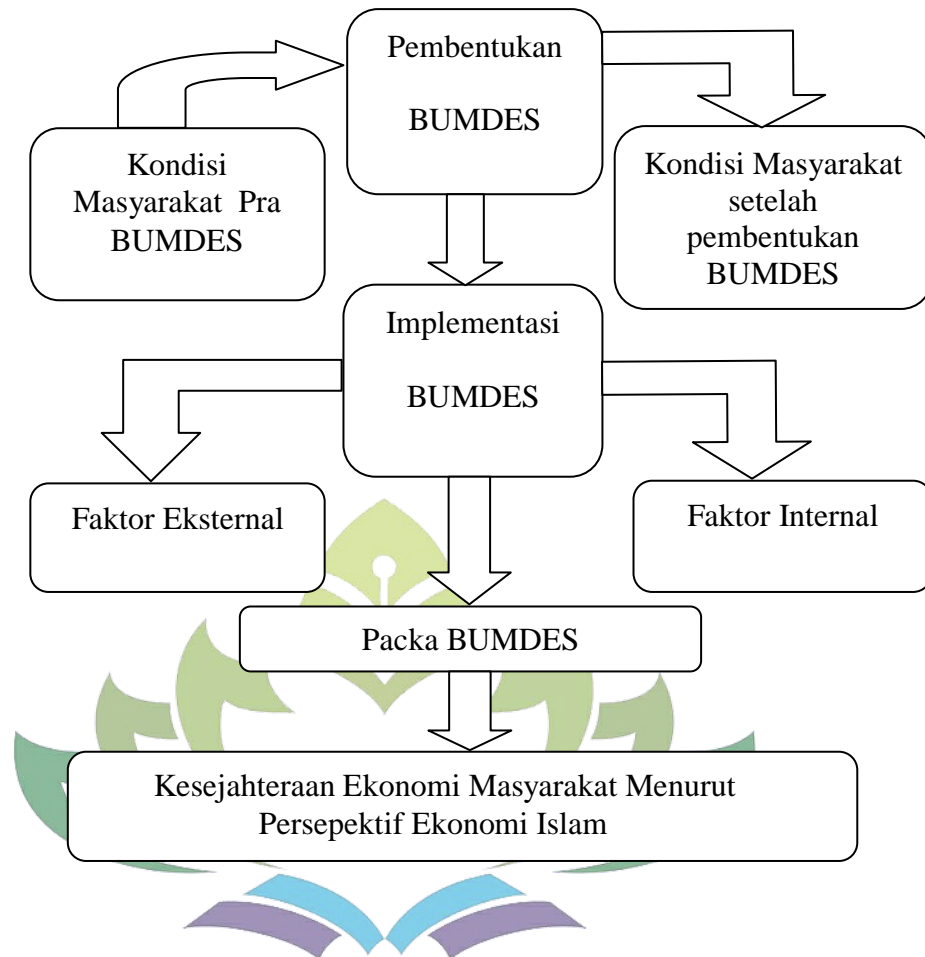 Pembentukan
BUMDES
Kondisi
Masyarakat Pra
BUMDES
Kondisi Masyarakat
setelah
pembentukan
BUMDES
Implementasi
BUMDES
Faktor Eksternal
Faktor Internal
Packa BUMDES
Kesejahteraan Ekonomi Masyarakat Menurut
Persepektif Ekonomi Islam